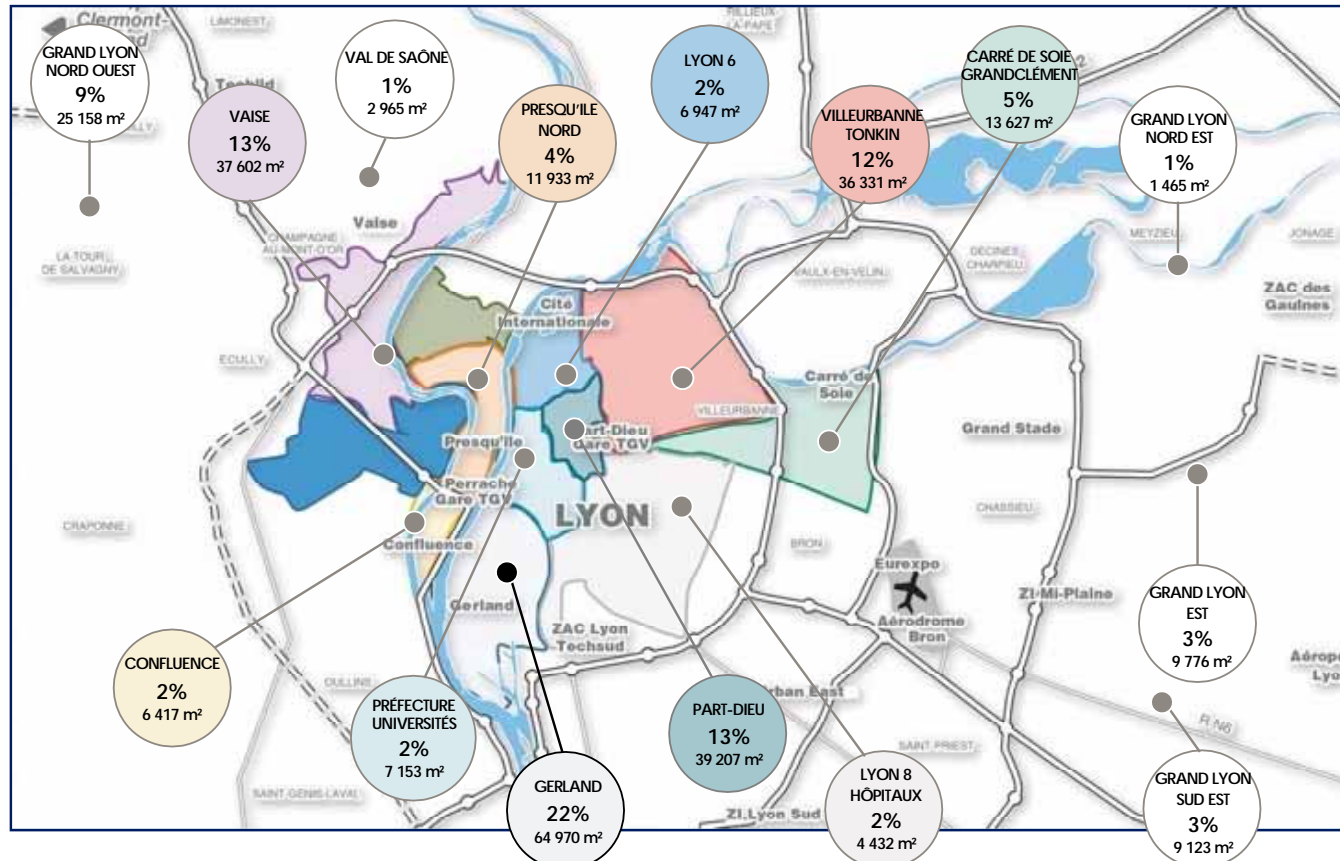 Clermont-
LIMONEST
RILLIEUX
LA-PAPE
GRAND LYON
NORD OUEST
9%
25 158 m²
VAL DE SAÔNE
1%
2 965 m²
LYON 6
2%
6 947 m²
CARRÉ DE SOIE
GRANDCLÉMENT
5%
13 627 m²
VAISE
13%
37 602 m²
PRESQU'ILE
NORD
4%
11 933 m²
VILLEURBANNE
TONKIN
12%
36 331 m²
GRAND LYON
NORD EST
1%
1 465 m²
Vaise
CHAMPAGNE
AU-MONT-D'OR
LA TOUR
DE SALVAGNY
MEYZIEU
JONAGE
DECINES
CHARPIEU
VAULX-EN-VELIN
ZAC des
Gaulnes
Cité
Internationale
ECULLY
Carré de
Soie
VILLEURBANNE
Part-Dieu
Gare TGV
Grand Stade
Presqu'île
Perrache
Gare TGV
LYON
CRAPONNE
CHASSIEU
BRON
Confluence
Eurexpo
Gerland
ZAC Lyon
Techsud
ZI Mi-Plaine
Aérodrome
Bron
GRAND LYON
EST
3%
9 776 m²
CONFLUENCE
2%
6 417 m²
OULLINS
PRÉFECTURE
UNIVERSITÉS
2%
7 153 m²
PART-DIEU
13%
39 207 m²
Urban East
Aéropo
Lyo
RN6
SAINT-PRIEST
SAINT-GENIS-LAVAL
GERLAND
22%
64 970 m²
LYON 8
HÔPITAUX
2%
4 432 m²
ZI Lyon Sud
GRAND LYON
SUD EST
3%
9 123 m²